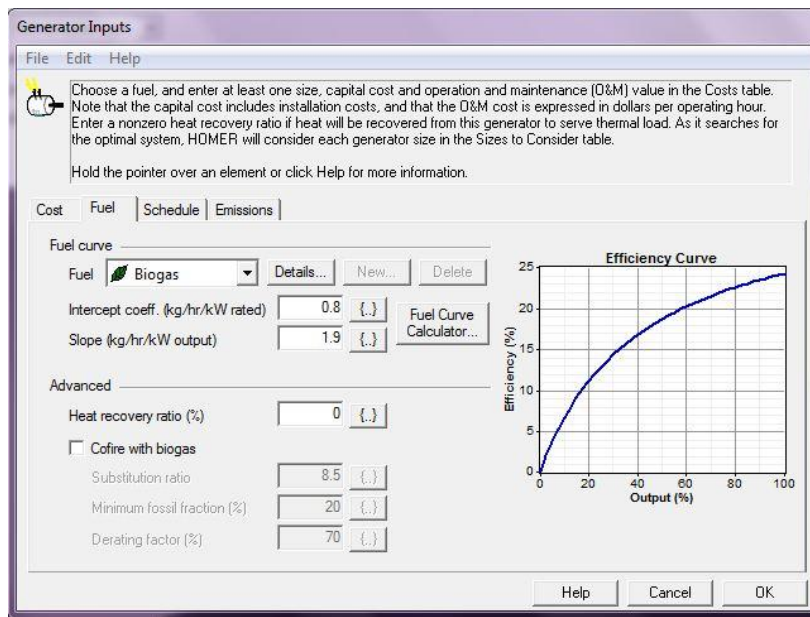 Generator Inputs
File Edit Help
Choose a fuel, and enter at least one size, capital cost and operation and maintenance (O&M) value in the Costs table.
Note that the capital cost includes installation costs, and that the O&M cost is expressed in dollars per operating hour.
Enter a nonzero heat recovery ratio if heat will be recovered from this generator to serve thermal load. As it searches for
the optimal system, HOMER will consider each generator size in the Sizes to Consider table.
Hold the pointer over an element or click Help for more information.
Cost Fuel Schedule Emissions
Fuel curve
Fuel Biogas Details... New... Delete
Intercept coeff. (kg/hr/kW rated) 0.8 {..}
Slope (kg/hr/kW output) 1.9 {..}
Fuel Curve
Calculator...
Advanced
Heat recovery ratio (%) 0 {..}
Cofire with biogas
Substitution ratio 8.5 {..}
Minimum fossil fraction (%) 20 {..}
Derating factor (%) 70 {..}
Efficiency Curve
Efficiency (%)
25
20
15
10
5
0
0 20 40 60 80 100
Output (%)
Help Cancel OK